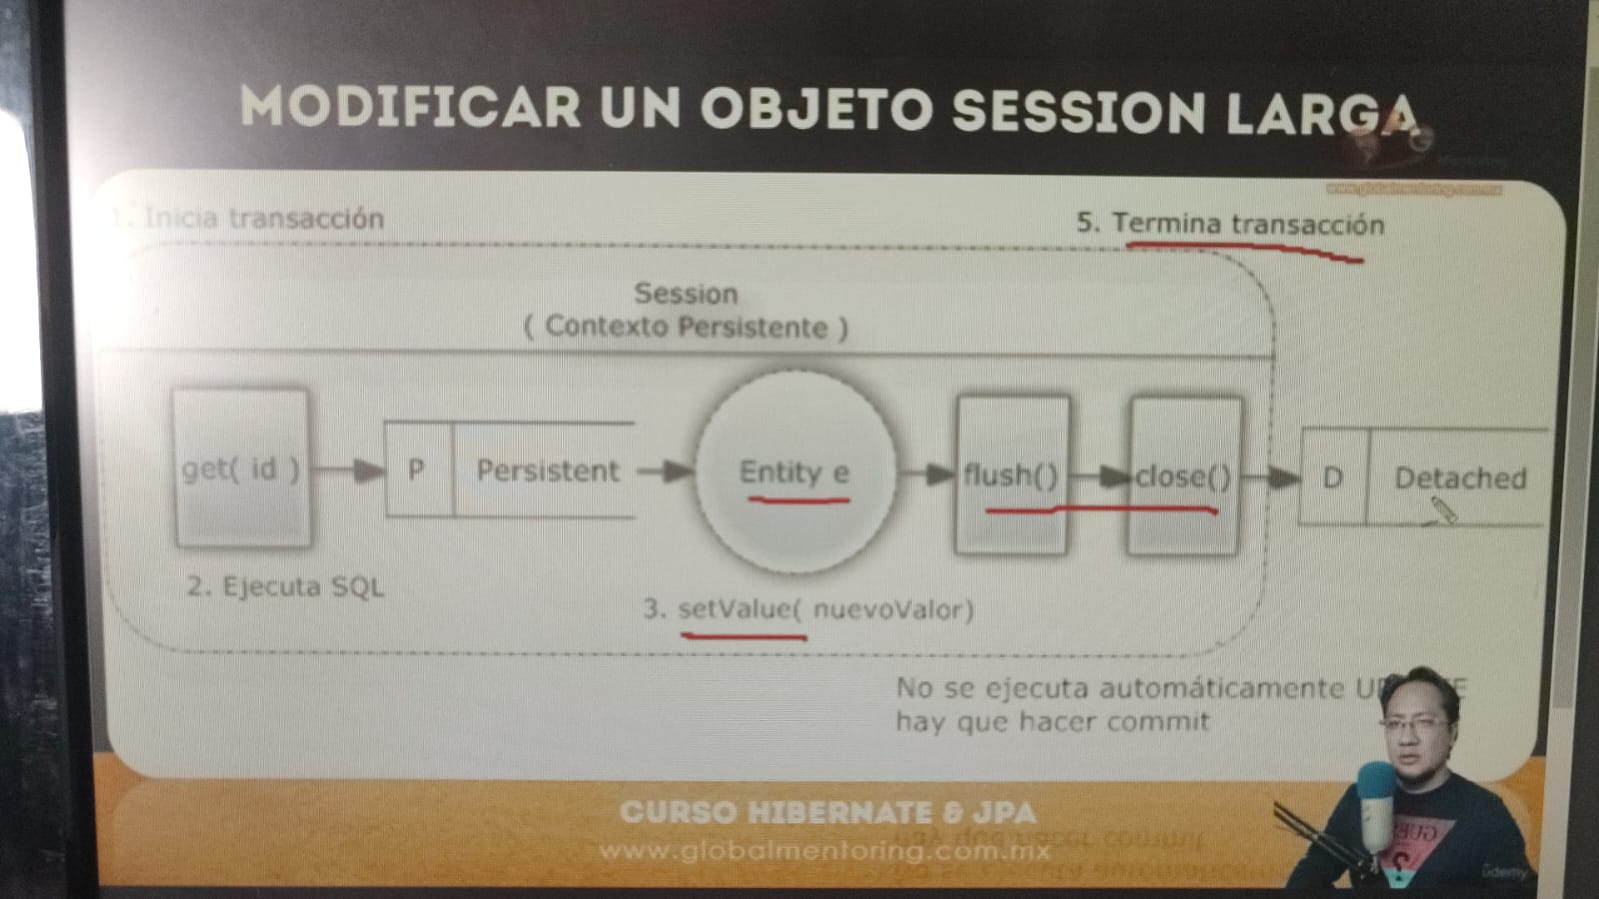 MODIFICAR UN OBJETO SESSION LARGA
www.globalmentoring.com.mx
1. Inicia transacción
5. Termina transacción
Session
( Contexto Persistente )
get( id )
P
Persistent
Entity e
flush()
close()
D
Detached
2. Ejecuta SQL
3. setValue( nuevoValor)
No se ejecuta automáticamente
hay que hacer commit
CURSO HIBERNATE & JPA
www.globalmentoring.com.mx
ûdemy